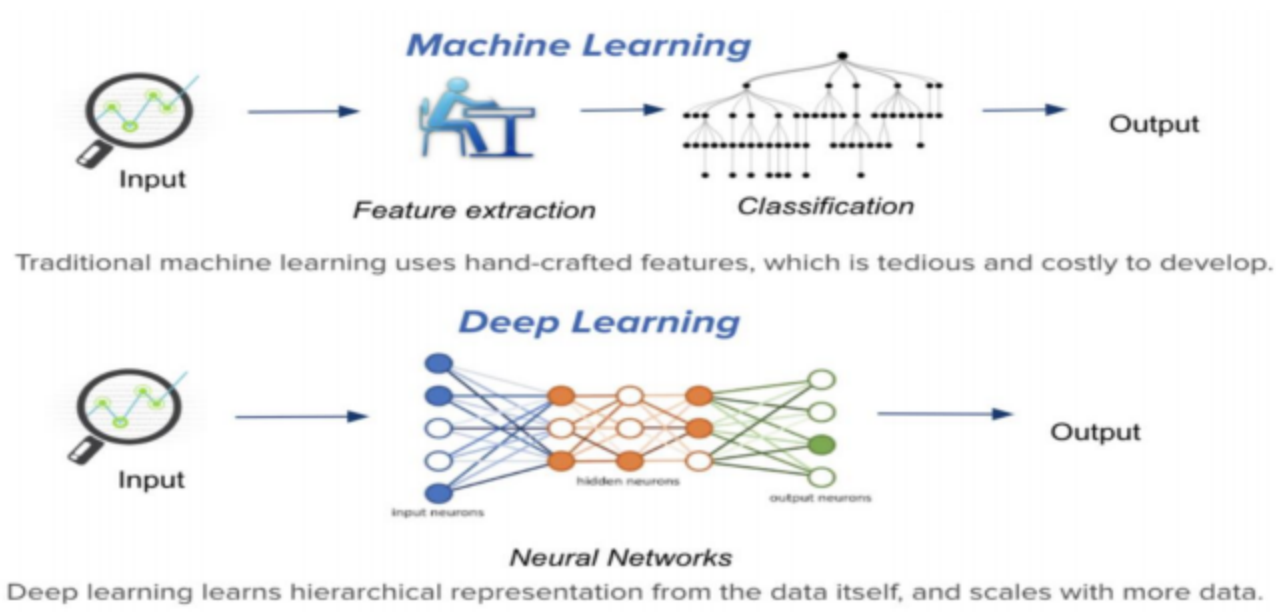 Machine Learning
Input
Output
Feature extraction
Classification
Traditional machine learning uses hand-crafted features, which is tedious and costly to develop.
Deep Learning
Input
Output
hidden neurons
input neurons
output neurons
Neural Networks
Deep learning learns hierarchical representation from the data itself, and scales with more data.